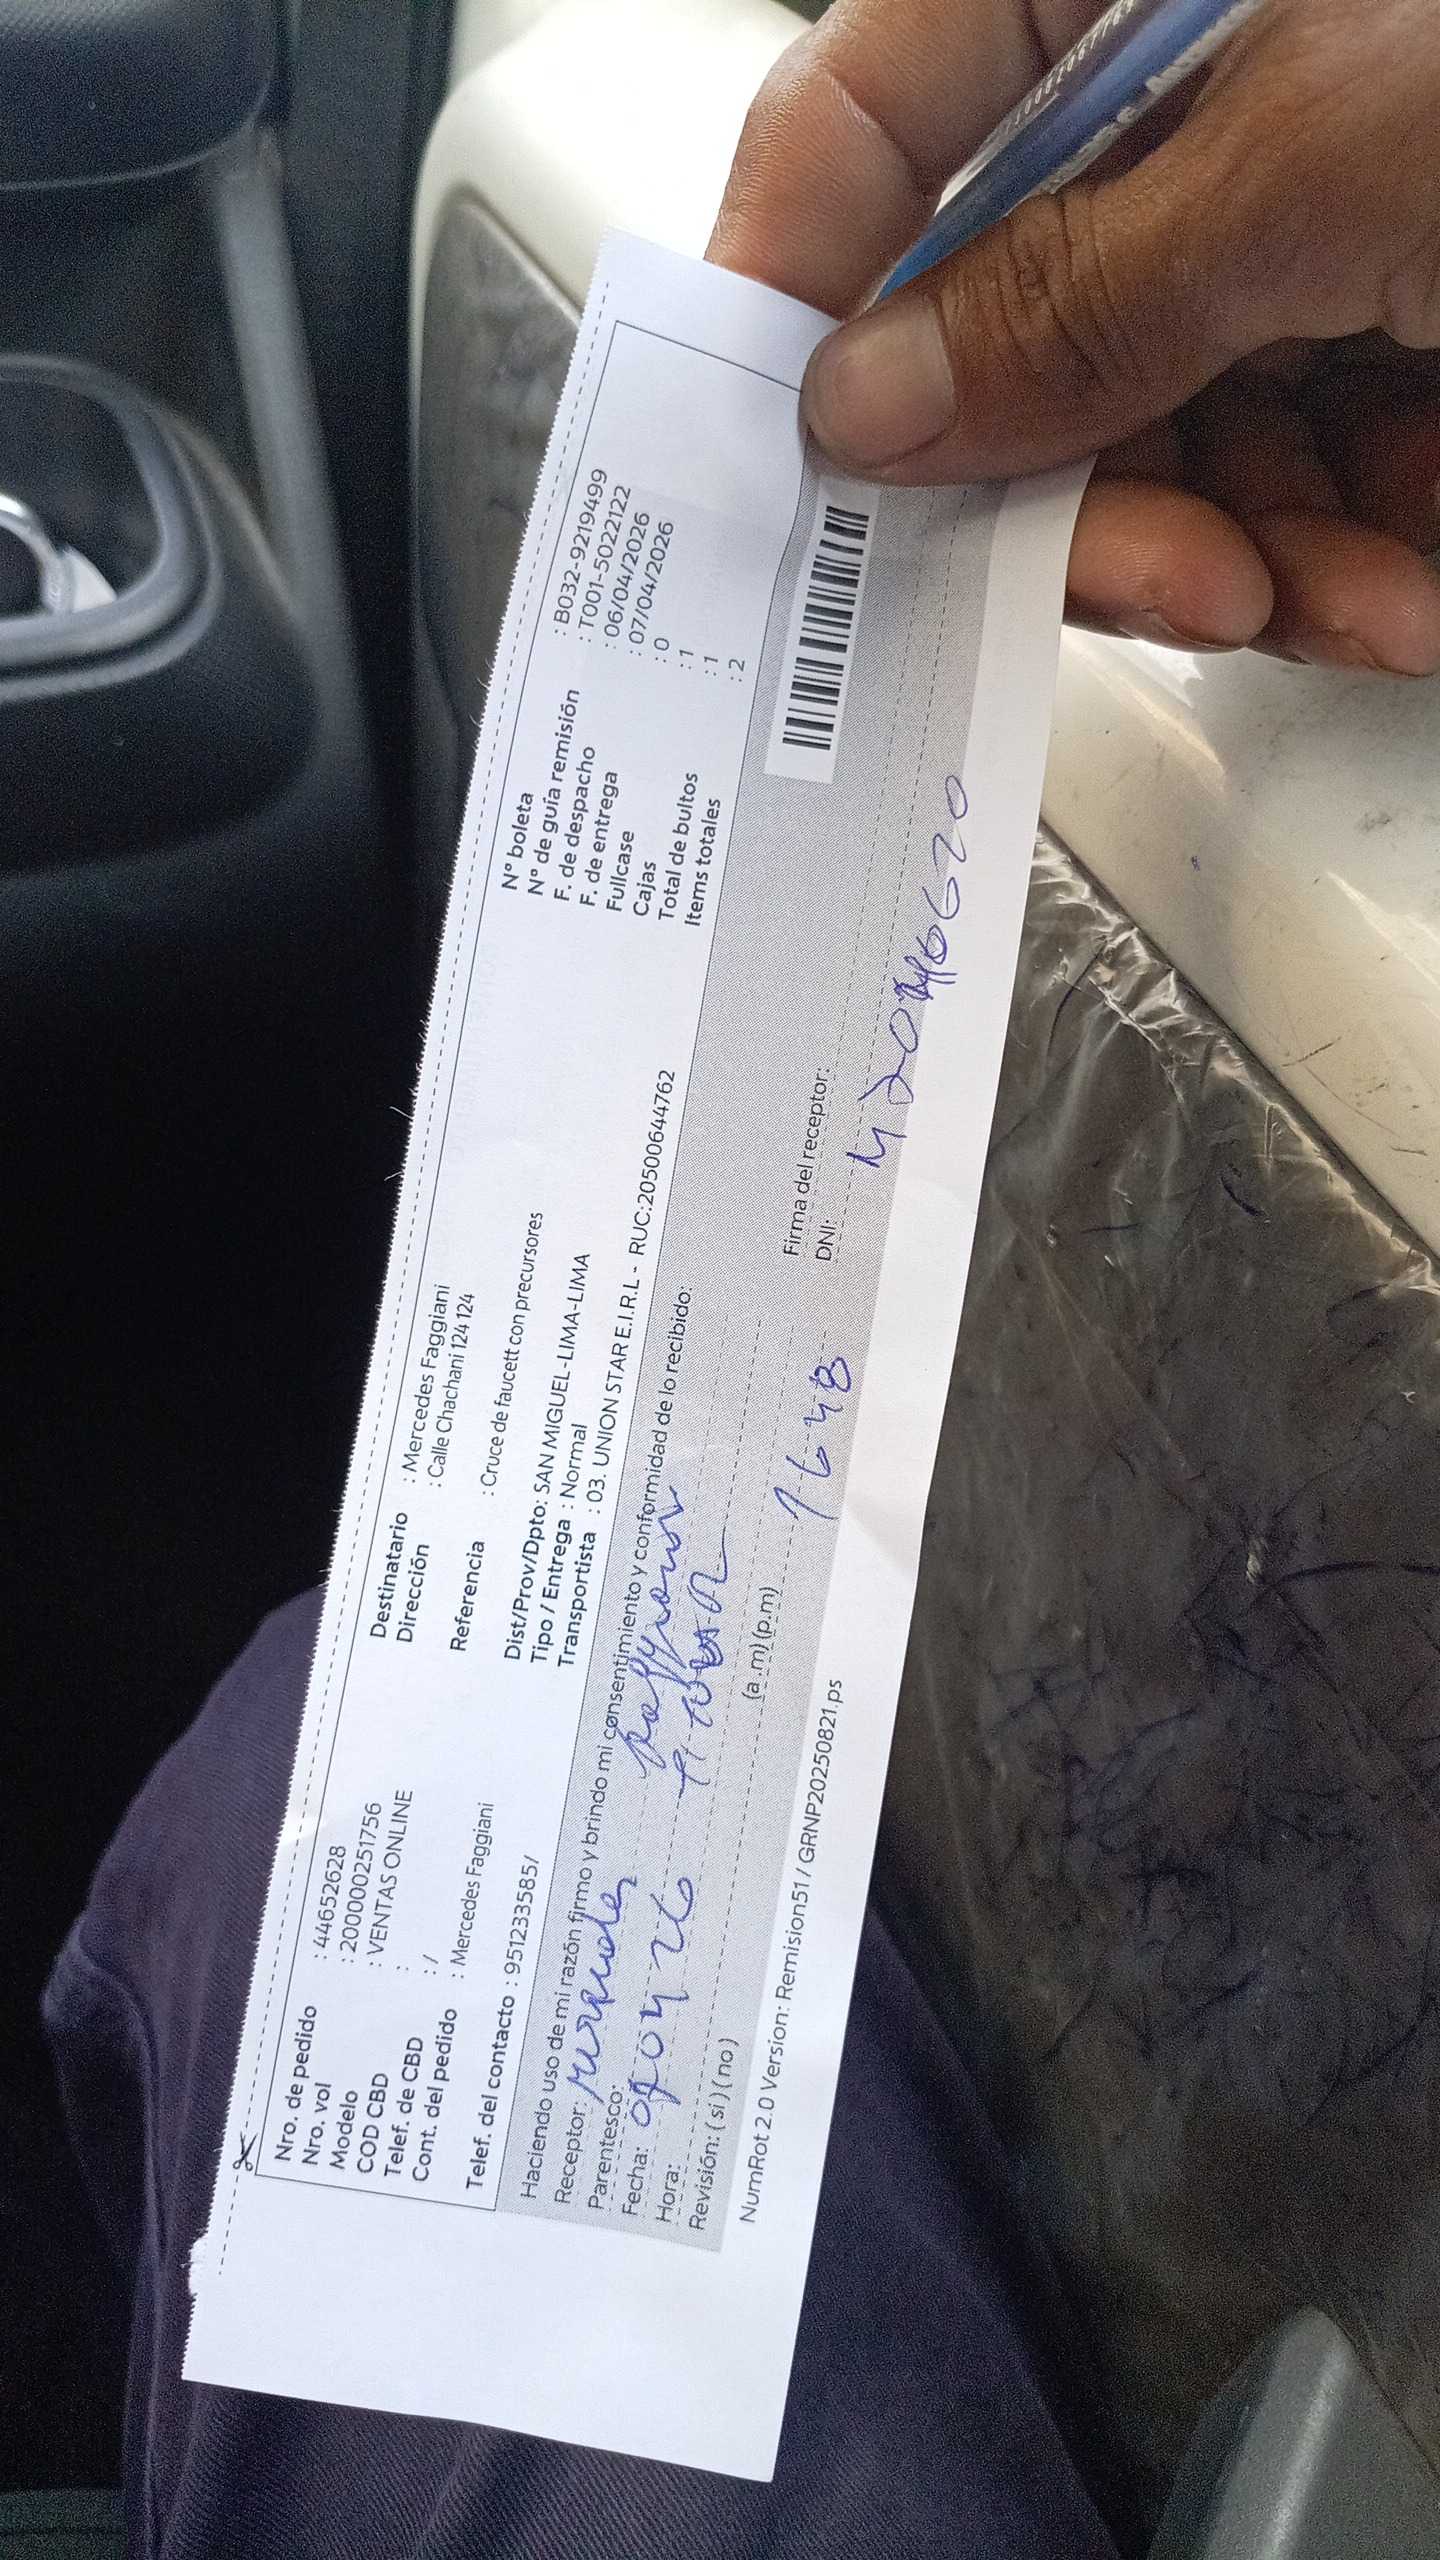 Nro. de pedido : 44652628
Nro. vol : 200000251756
Modelo : VENTAS ONLINE
COD CBD :
Telef. de CBD : /
Cont. del pedido : Mercedes Faggiani
Telef. del contacto : 951233585/
Destinatario : Mercedes Faggiani
Dirección : Calle Chachani 124 124
Referencia : Cruce de faucett con precursores
Dist/Prov/Dpto: SAN MIGUEL-LIMA-LIMA
Tipo / Entrega : Normal
Transportista : 03. UNION STAR E.I.R.L - RUC:20500644762
N° boleta : B032-9219499
N° de guía remisión : T001-5022122
F. de despacho : 06/04/2026
F. de entrega : 07/04/2026
Fullcase : 0
Cajas : 1
Total de bultos : 1
Items totales : 2
Haciendo uso de mi razón firmo y brindo mi consentimiento y conformidad de lo recibido:
Receptor:
Parentesco:
Fecha: 07 04 26
Hora: (a.m) (p.m)
Revisión: ( si ) ( no )
Firma del receptor:
DNI:
NumRot 2.0 Version: Remision51 / GRNP20250821.ps